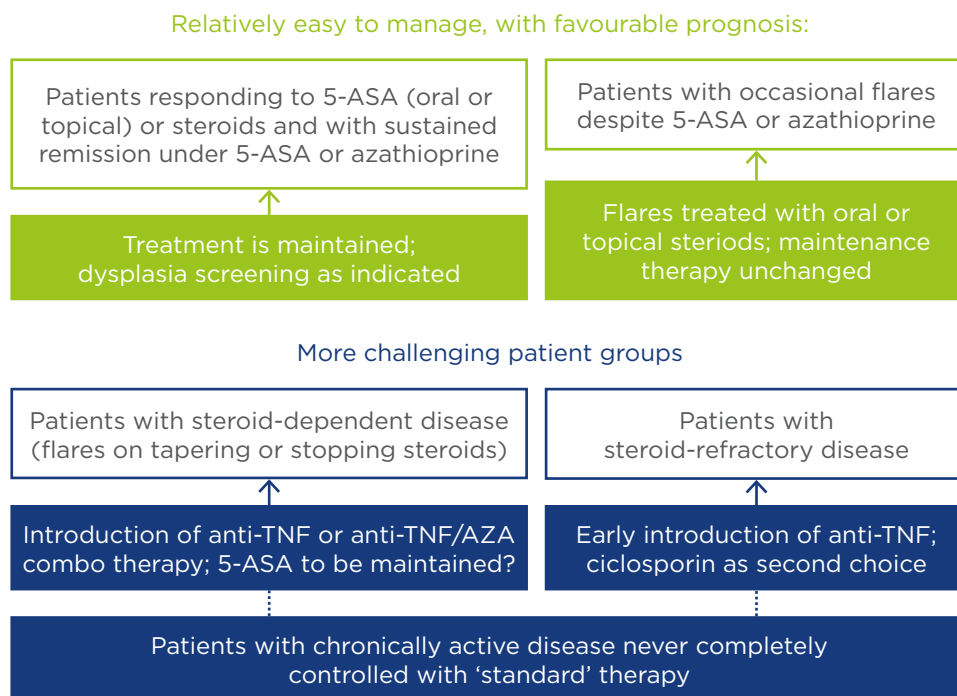 Relatively easy to manage, with favourable prognosis:
Patients responding to 5-ASA (oral or
topical) or steroids and with sustained
remission under 5-ASA or azathioprine
Treatment is maintained;
dysplasia screening as indicated
Patients with occasional flares
despite 5-ASA or azathioprine
Flares treated with oral or
topical steriods; maintenance
therapy unchanged
More challenging patient groups
Patients with steroid-dependent disease
(flares on tapering or stopping steroids)
Introduction of anti-TNF or anti-TNF/AZA
combo therapy; 5-ASA to be maintained?
Patients with
steroid-refractory disease
Early introduction of anti-TNF;
ciclosporin as second choice
Patients with chronically active disease never completely
controlled with ‘standard’ therapy